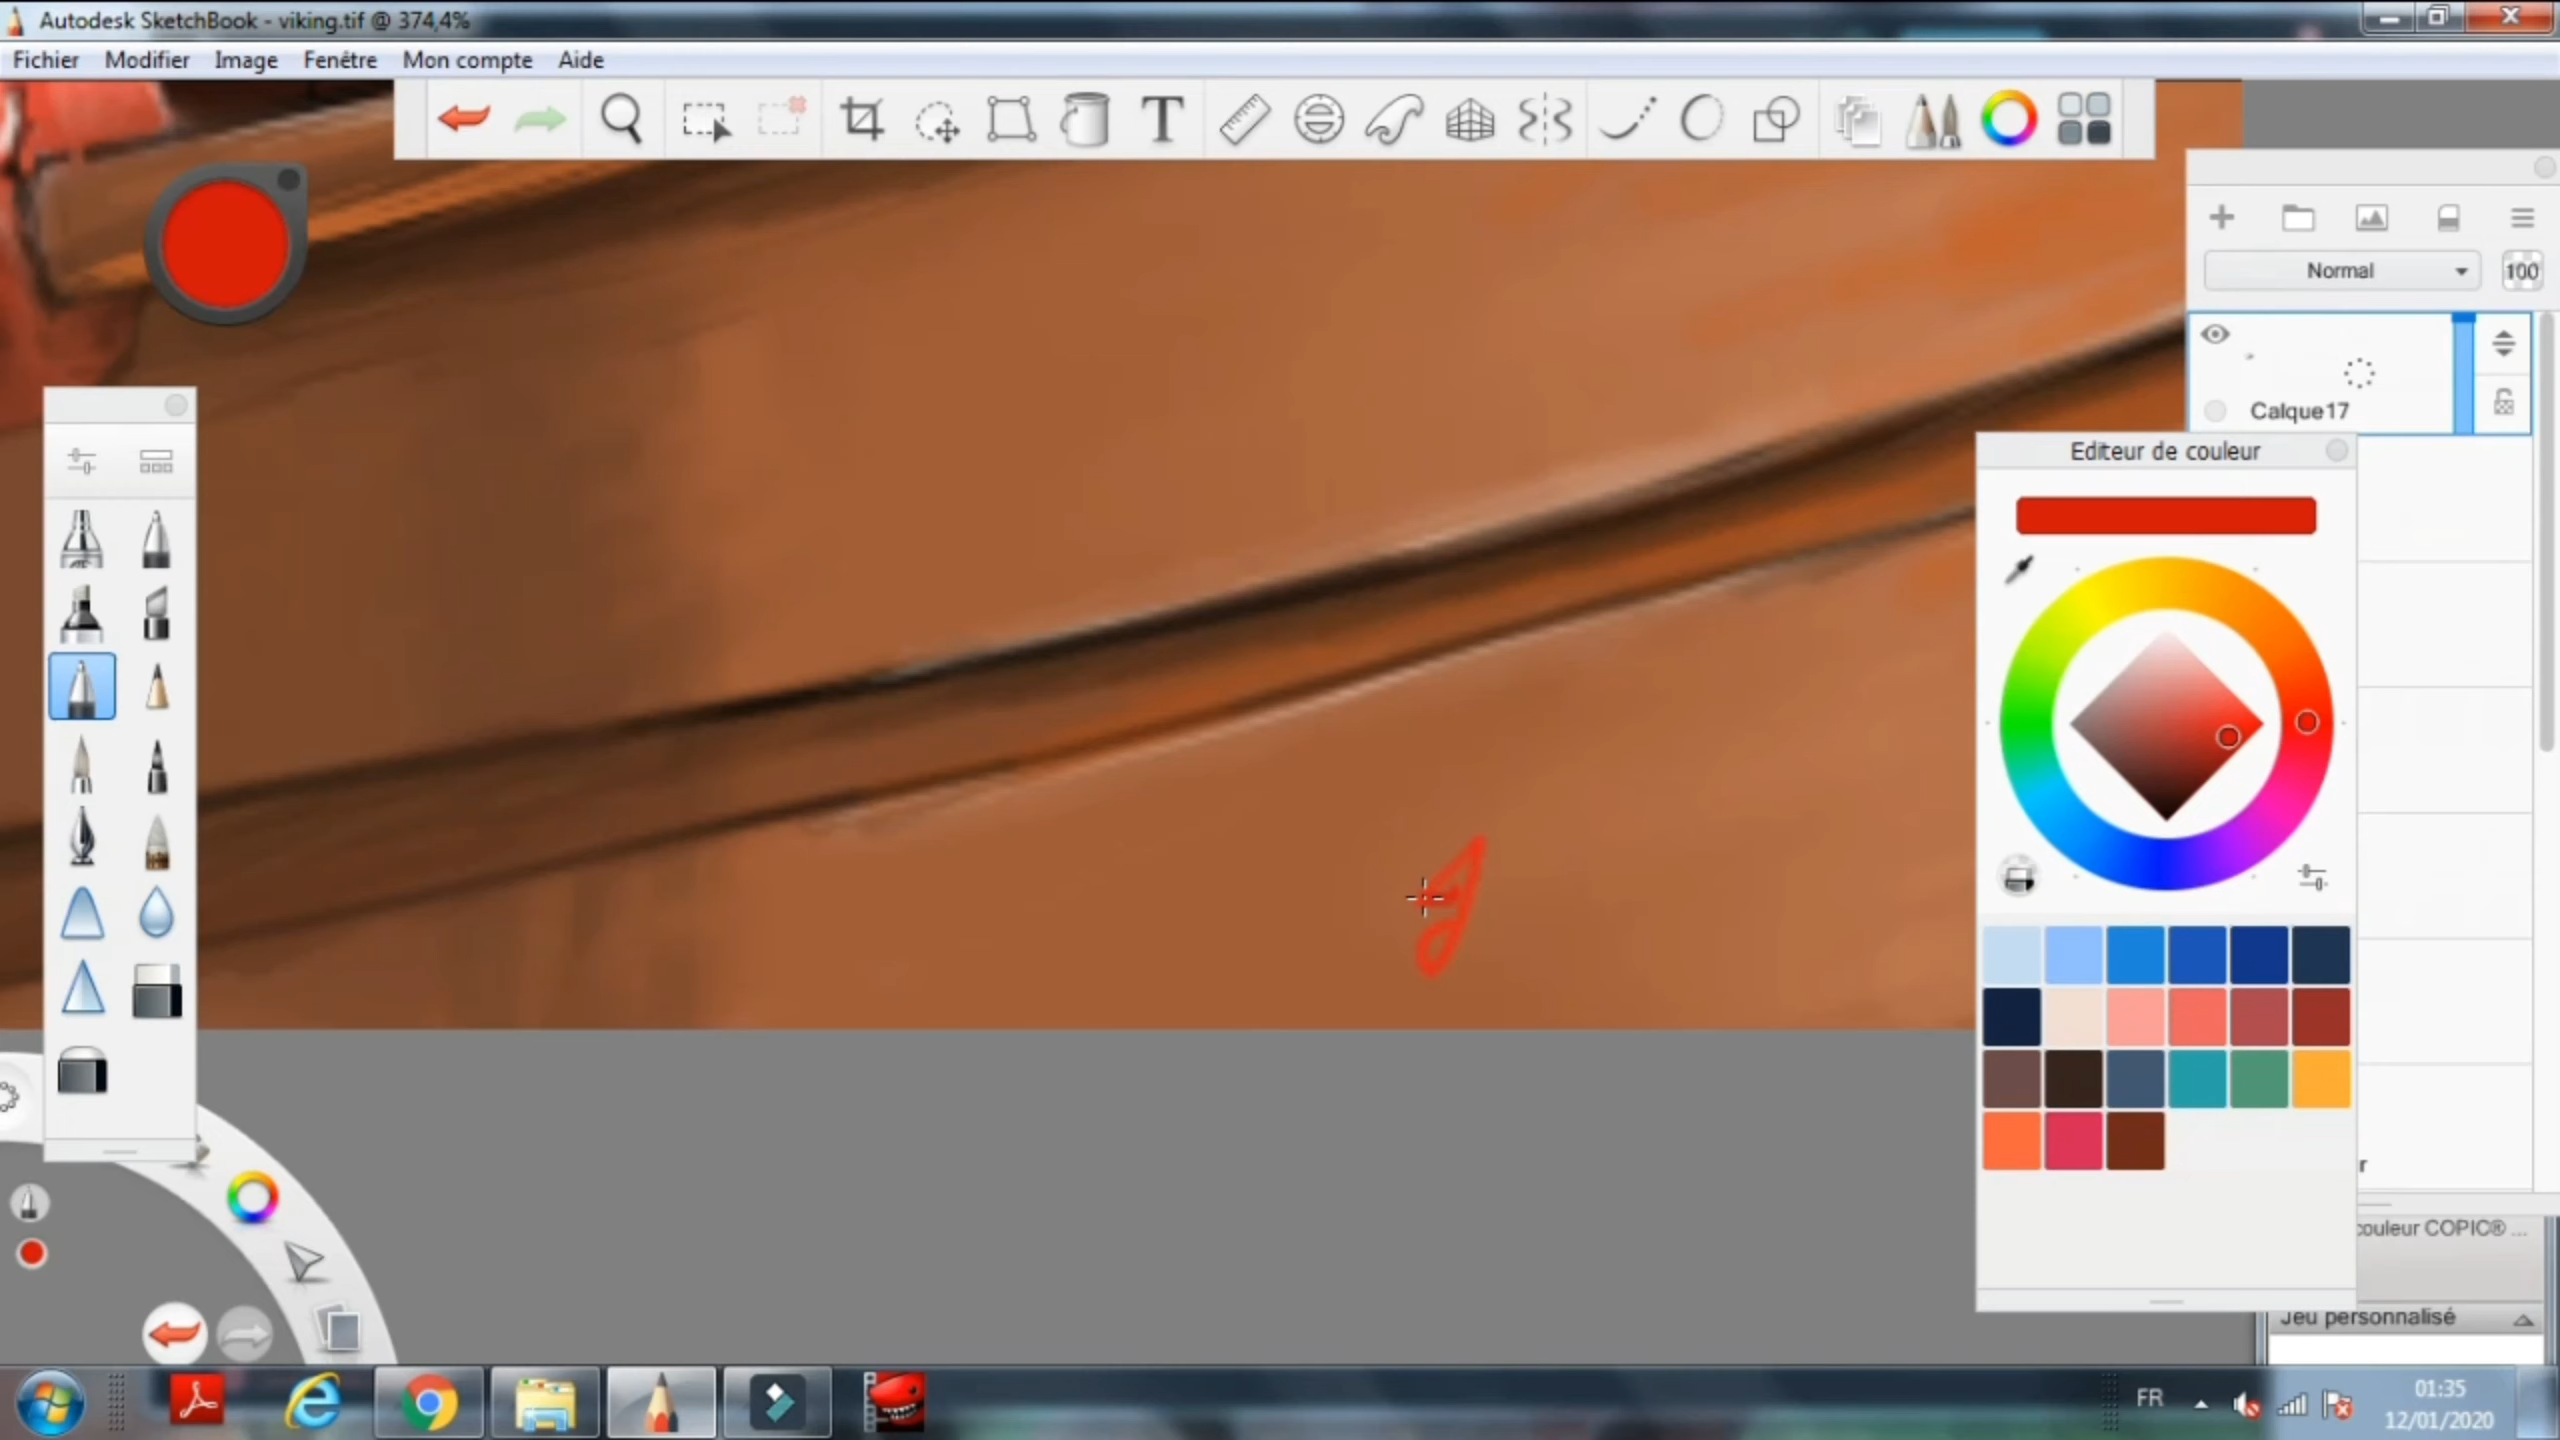 Autodesk SketchBook - viking.tif @ 374,4%
Fichier Modifier Image Fenêtre Mon compte Aide
T
Normal 100
Calque17
Editeur de couleur
r
couleur COPIC® ...
Jeu personnalisé
FR
01:35
12/01/2020